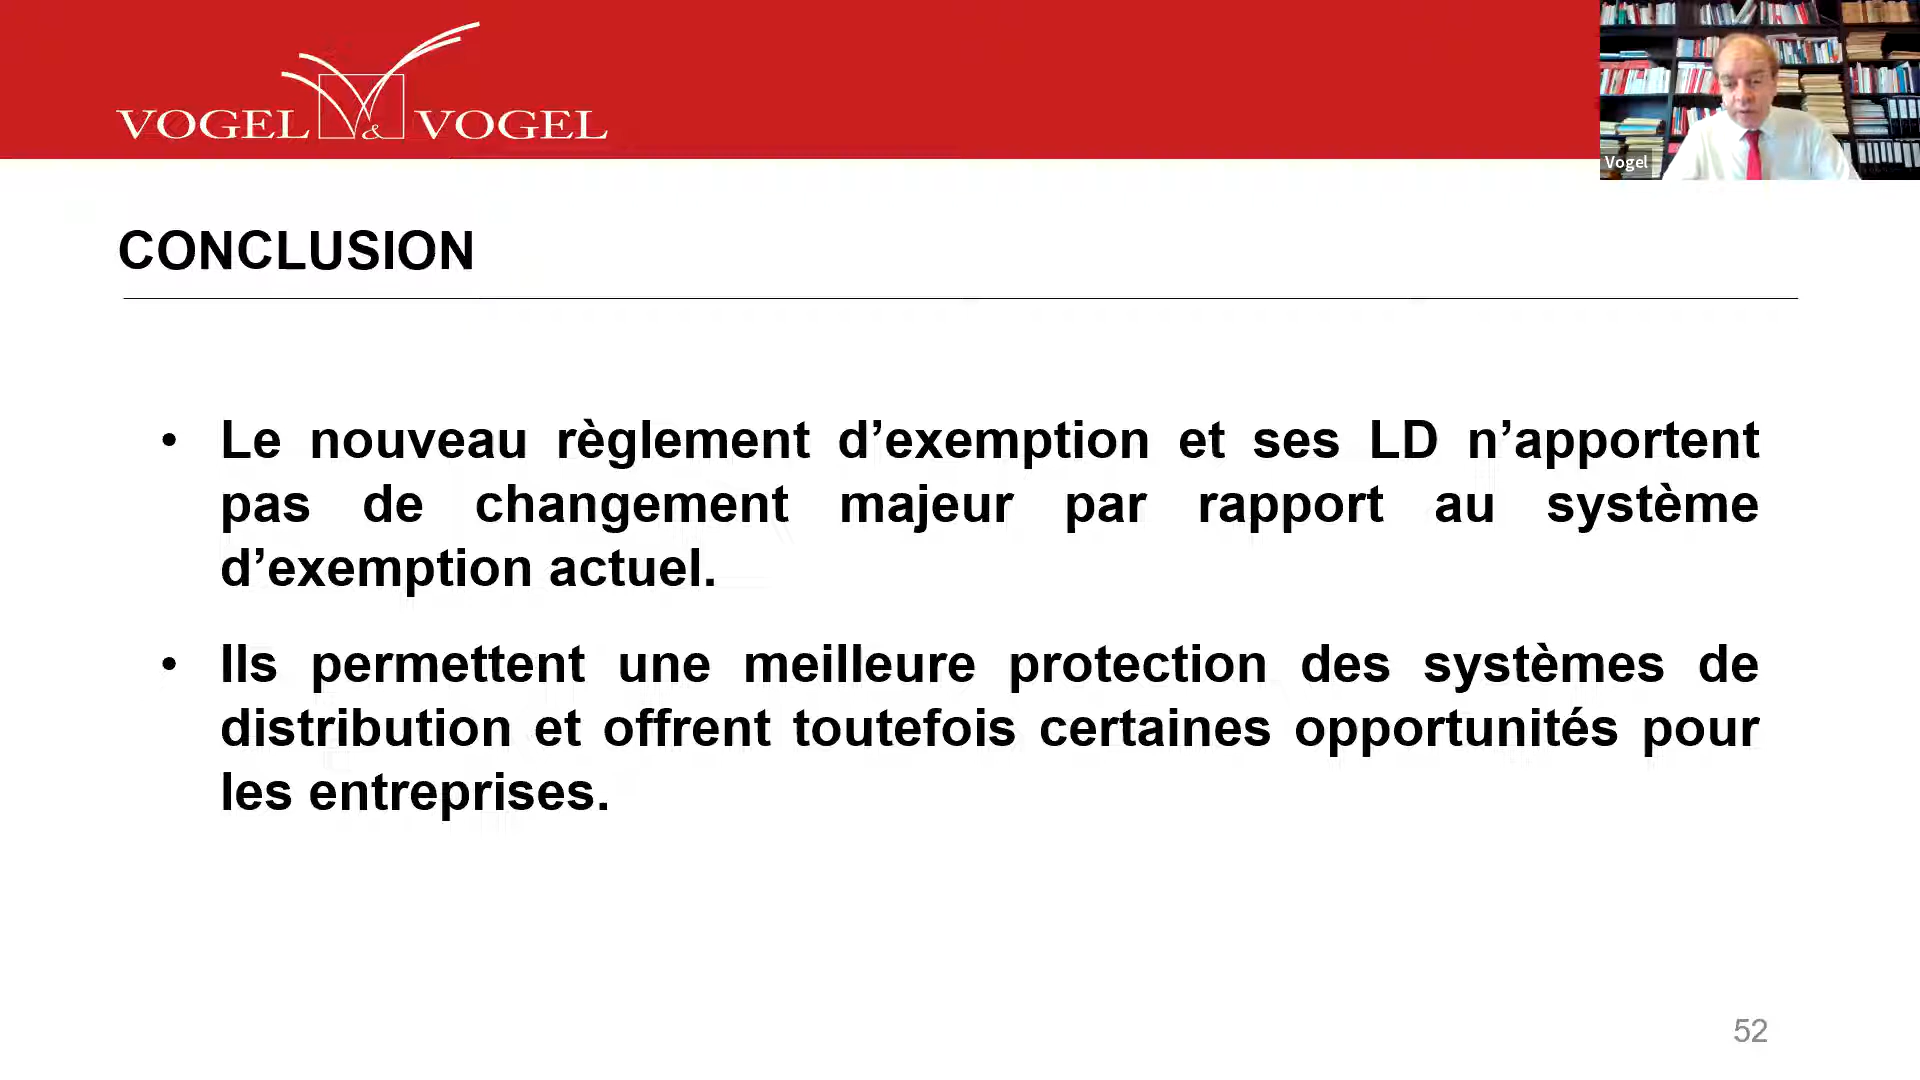 VOGEL & VOGEL
Vogel
CONCLUSION
• Le nouveau règlement d’exemption et ses LD n’apportent
pas de changement majeur par rapport au système
d’exemption actuel.
• Ils permettent une meilleure protection des systèmes de
distribution et offrent toutefois certaines opportunités pour
les entreprises.
52